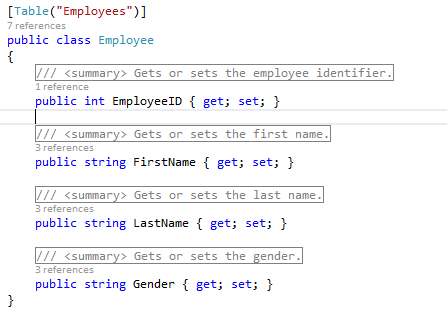 [Table("Employees")]
7 references
public class Employee
{
/// <summary> Gets or sets the employee identifier.
1 reference
public int EmployeeID { get; set; }
/// <summary> Gets or sets the first name.
3 references
public string FirstName { get; set; }
/// <summary> Gets or sets the last name.
3 references
public string LastName { get; set; }
/// <summary> Gets or sets the gender.
3 references
public string Gender { get; set; }
}